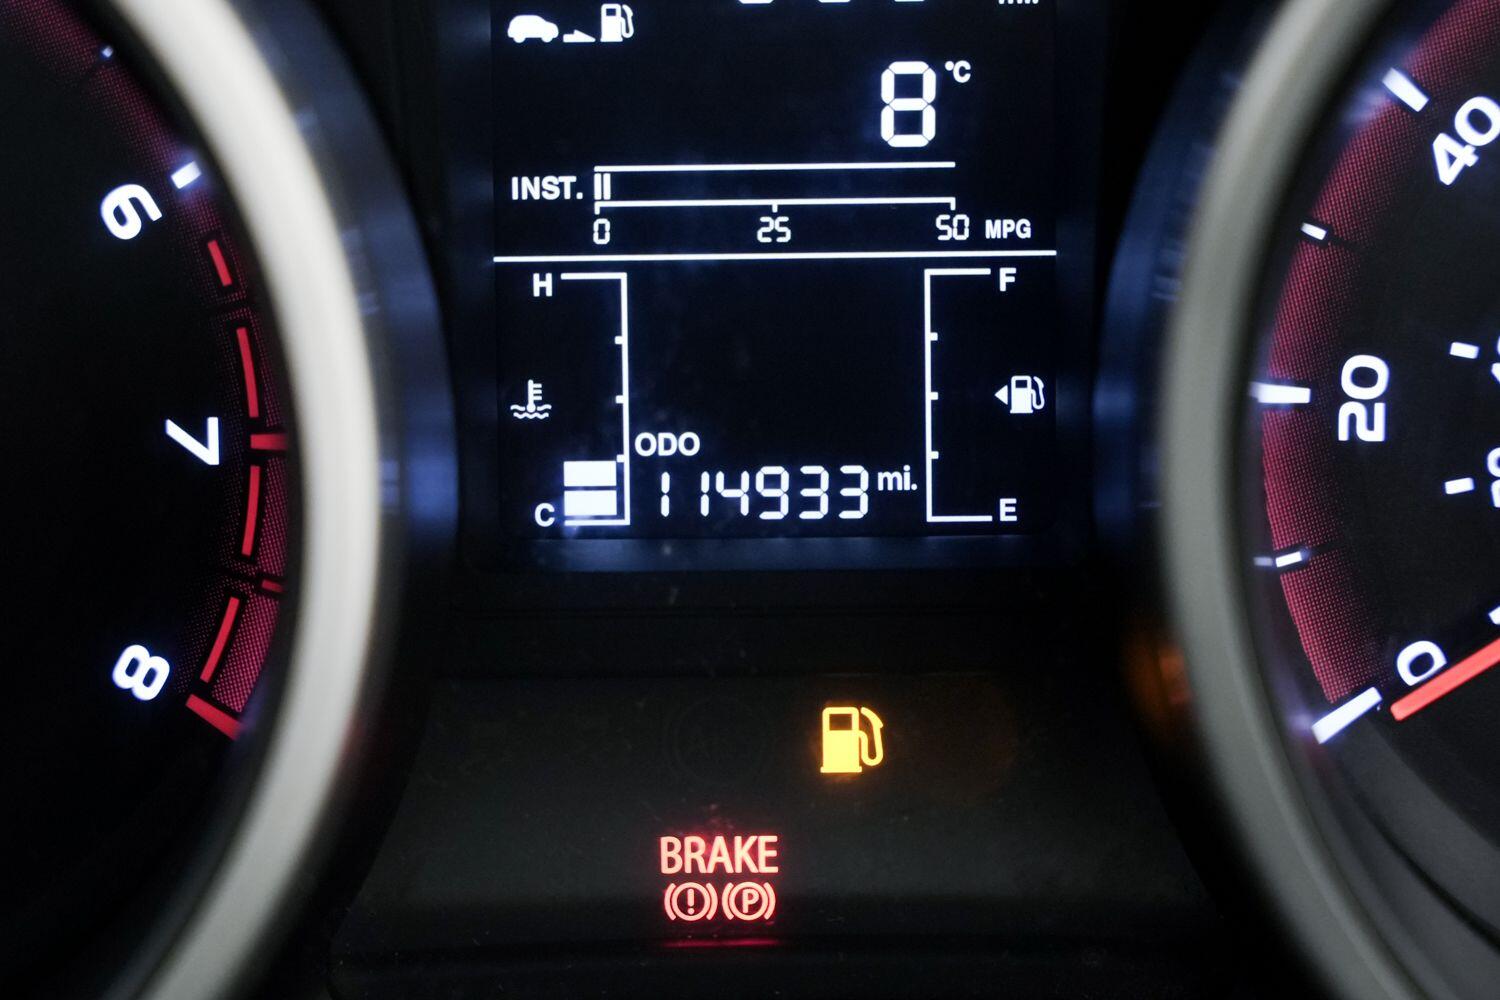 8 °C
INST.
0 25 50 MPG
H F
ODO
114933 mi.
C E
6
7
8
40
20
0
BRAKE
(!) (P)